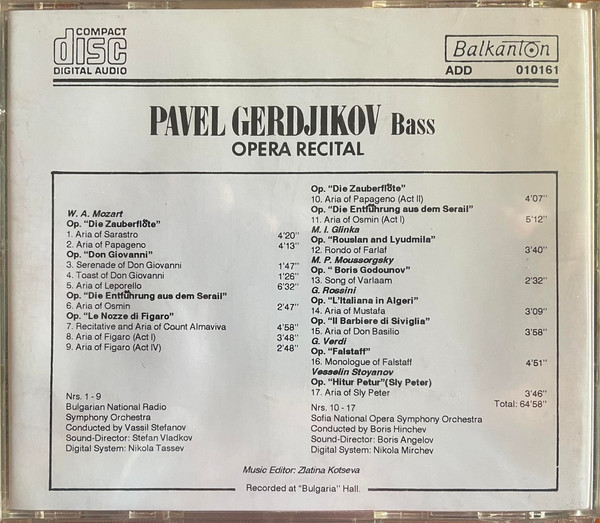 COMPACT
disc
DIGITAL AUDIO
Balkanton
ADD 010161
PAVEL GERDJIKOV Bass
OPERA RECITAL
W. A. Mozart
Op. "Die Zauberflöte"
1. Aria of Sarastro 4'20"
2. Aria of Papageno 4'13"
Op. "Don Giovanni"
3. Serenade of Don Giovanni 1'47"
4. Toast of Don Giovanni 1'26"
5. Aria of Leporello 6'32"
Op. "Die Entführung aus dem Serail"
6. Aria of Osmin 2'47"
Op. "Le Nozze di Figaro"
7. Recitative and Aria of Count Almaviva 4'58"
8. Aria of Figaro (Act I) 3'48"
9. Aria of Figaro (Act IV) 2'48"
Nrs. 1 - 9
Bulgarian National Radio
Symphony Orchestra
Conducted by Vassil Stefanov
Sound-Director: Stefan Vladkov
Digital System: Nikola Tassev
Op. "Die Zauberflöte"
10. Aria of Papageno (Act II) 4'07"
Op. "Die Entführung aus dem Serail"
11. Aria of Osmin (Act I) 5'12"
M. I. Glinka
Op. "Rouslan and Lyudmila"
12. Rondo of Farlaf 3'40"
M. P. Moussorgsky
Op. " Boris Godounov"
13. Song of Varlaam 2'32"
G. Rossini
Op. "L'Italiana in Algeri"
14. Aria of Mustafa 3'09"
Op. "Il Barbiere di Siviglia"
15. Aria of Don Basilio 3'58"
G. Verdi
Op. "Falstaff"
16. Monologue of Falstaff 4'51"
Vesselin Stoyanov
Op. "Hitur Petur"(Sly Peter)
17. Aria of Sly Peter 3'46"
Total: 64'58"
Nrs. 10 - 17
Sofia National Opera Symphony Orchestra
Conducted by Boris Hinchev
Sound-Director: Boris Angelov
Digital System: Nikola Mirchev
Music Editor: Zlatina Kotseva
Recorded at "Bulgaria" Hall.